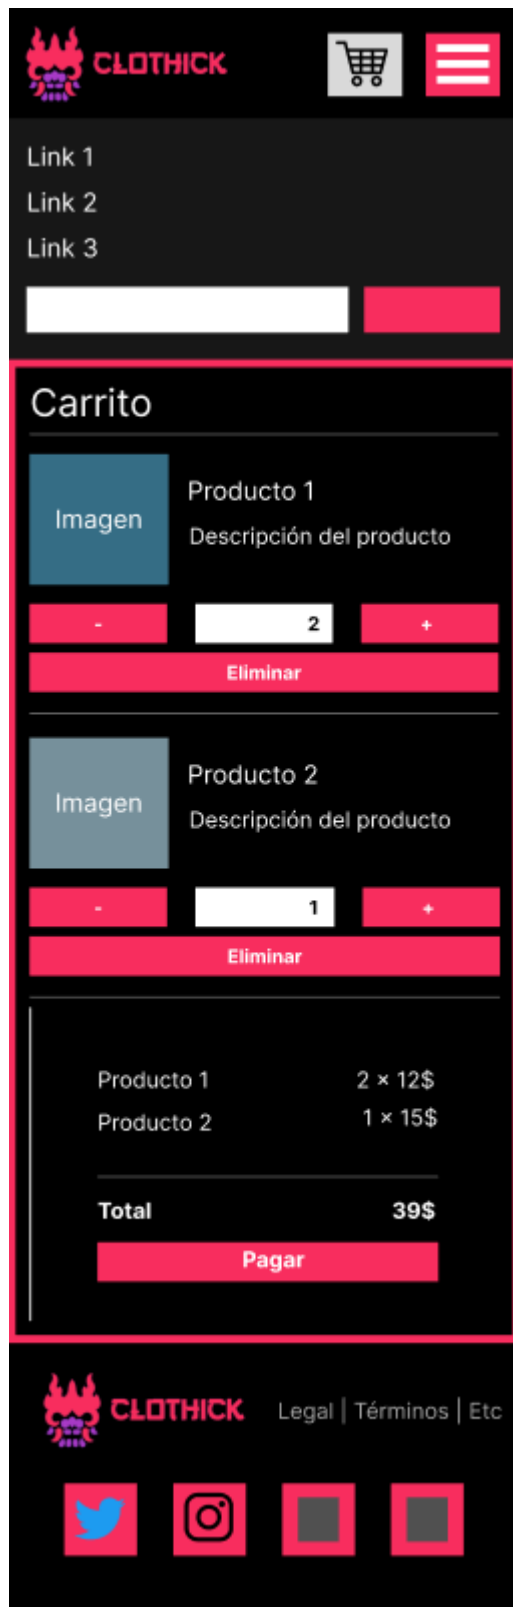 CLOTHICK
Link 1
Link 2
Link 3
Carrito
Imagen
Producto 1
Descripción del producto
- 2 +
Eliminar
Imagen
Producto 2
Descripción del producto
- 1 +
Eliminar
Producto 1 2 × 12$
Producto 2 1 × 15$
Total 39$
Pagar
CLOTHICK Legal | Términos | Etc